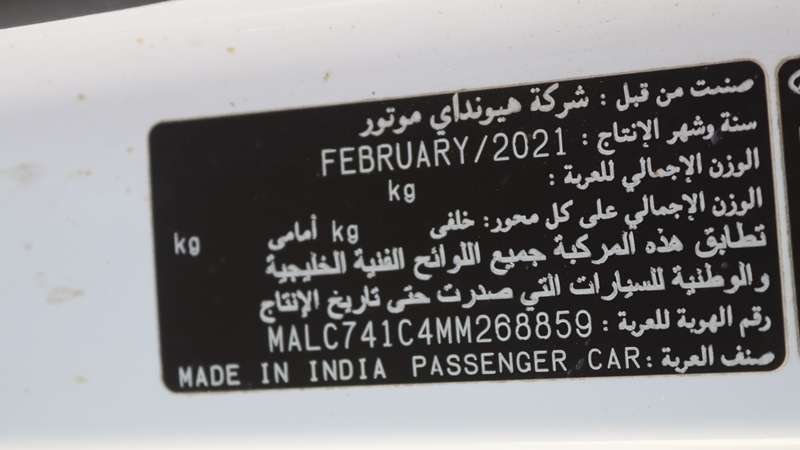 صنعت من قبل : شركة هيونداي موتور
سنة وشهر الإنتاج : FEBRUARY/2021
الوزن الإجمالي للعربة : kg
الوزن الإجمالي على كل محور: خلفى kg أمامى kg
تطابق هذه المركبة جميع اللوائح الفنية الخليجية
والوطنية للسيارات التي صدرت حتى تاريخ الإنتاج
رقم الهوية للعربة : MALC741C4MM268859
صنف العربة : PASSENGER CAR MADE IN INDIA